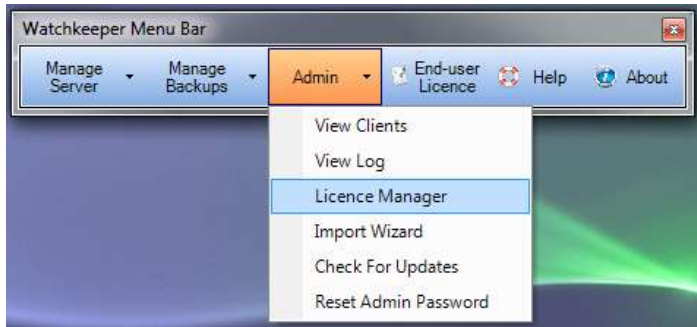 Watchkeeper Menu Bar
Manage Server
Manage Backups
Admin
End-user Licence
Help
About
View Clients
View Log
Licence Manager
Import Wizard
Check For Updates
Reset Admin Password